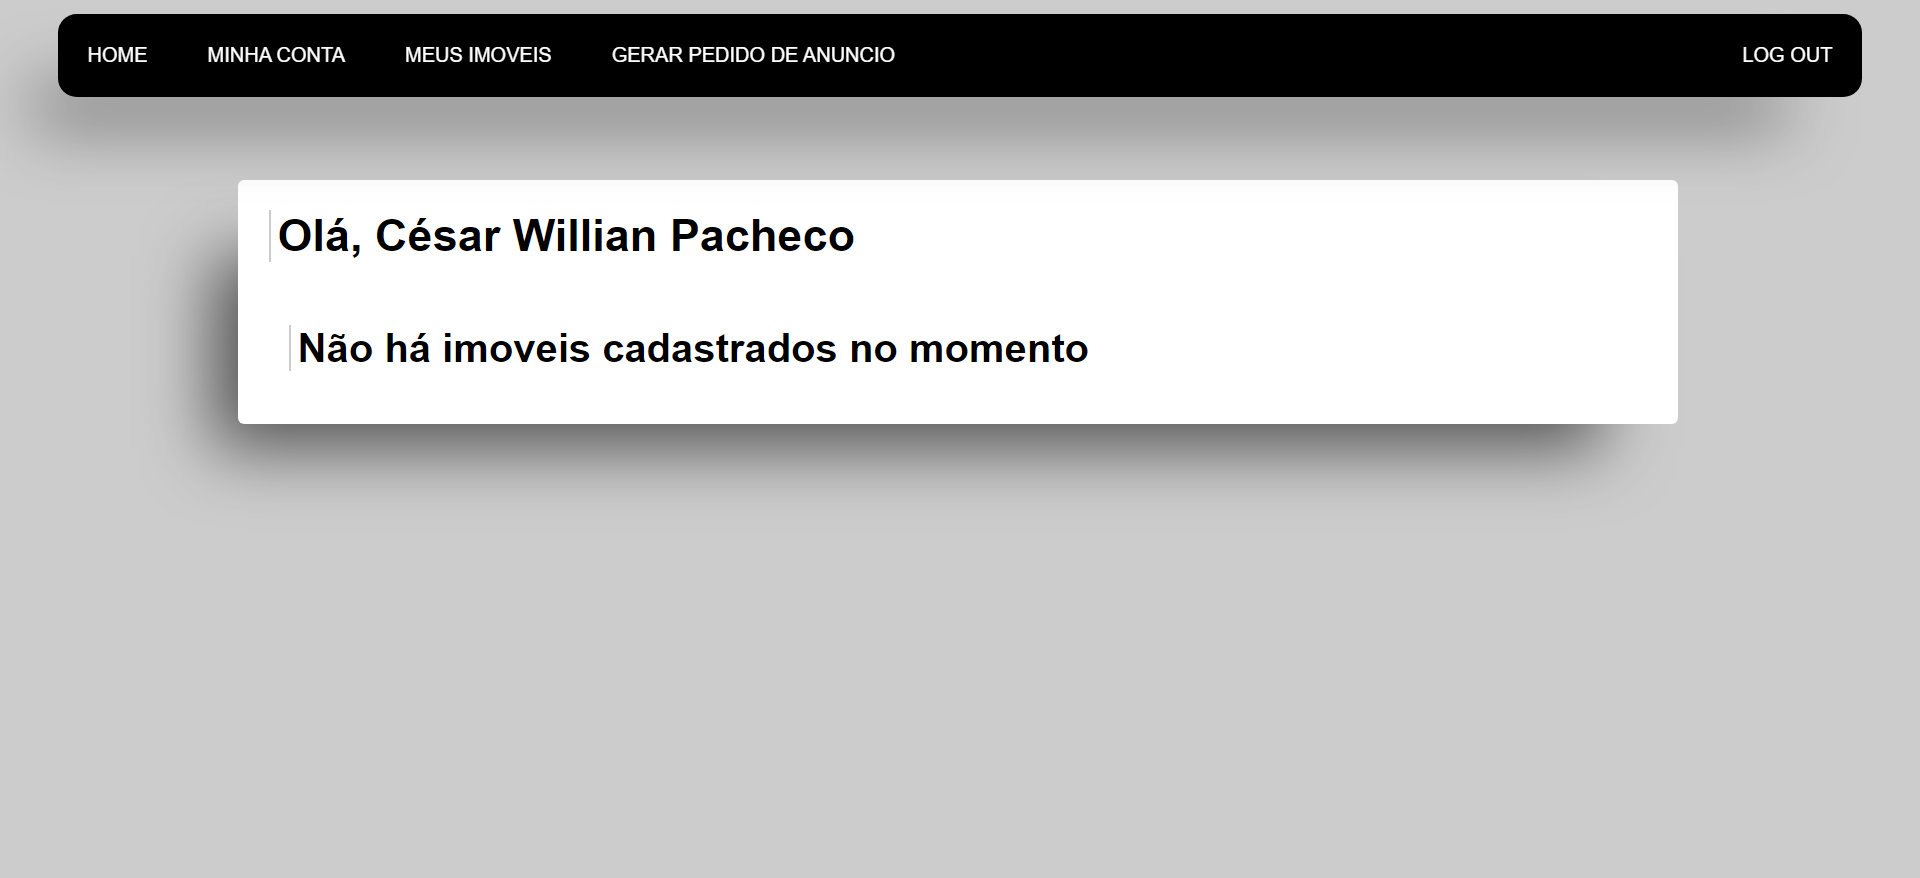 HOME MINHA CONTA MEUS IMOVEIS GERAR PEDIDO DE ANUNCIO LOG OUT
Olá, César Willian Pacheco
Não há imoveis cadastrados no momento